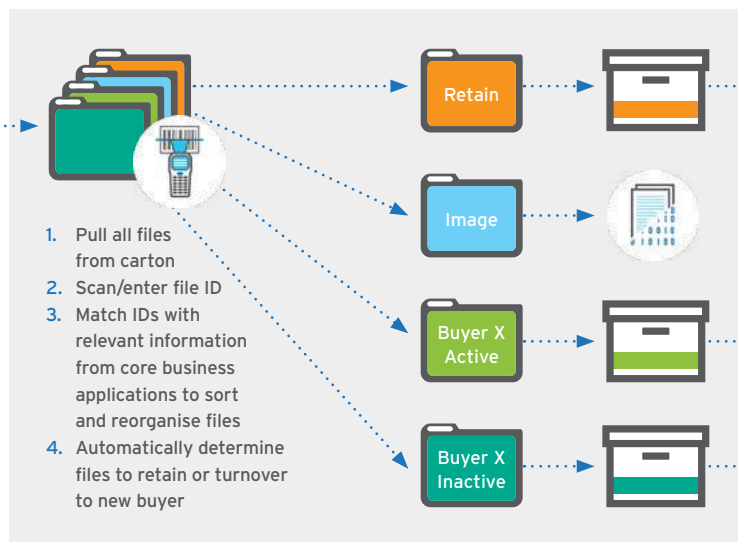 Retain
Image
Buyer X
Active
Buyer X
Inactive
1. Pull all files
from carton
2. Scan/enter file ID
3. Match IDs with
relevant information
from core business
applications to sort
and reorganise files
4. Automatically determine
files to retain or turnover
to new buyer